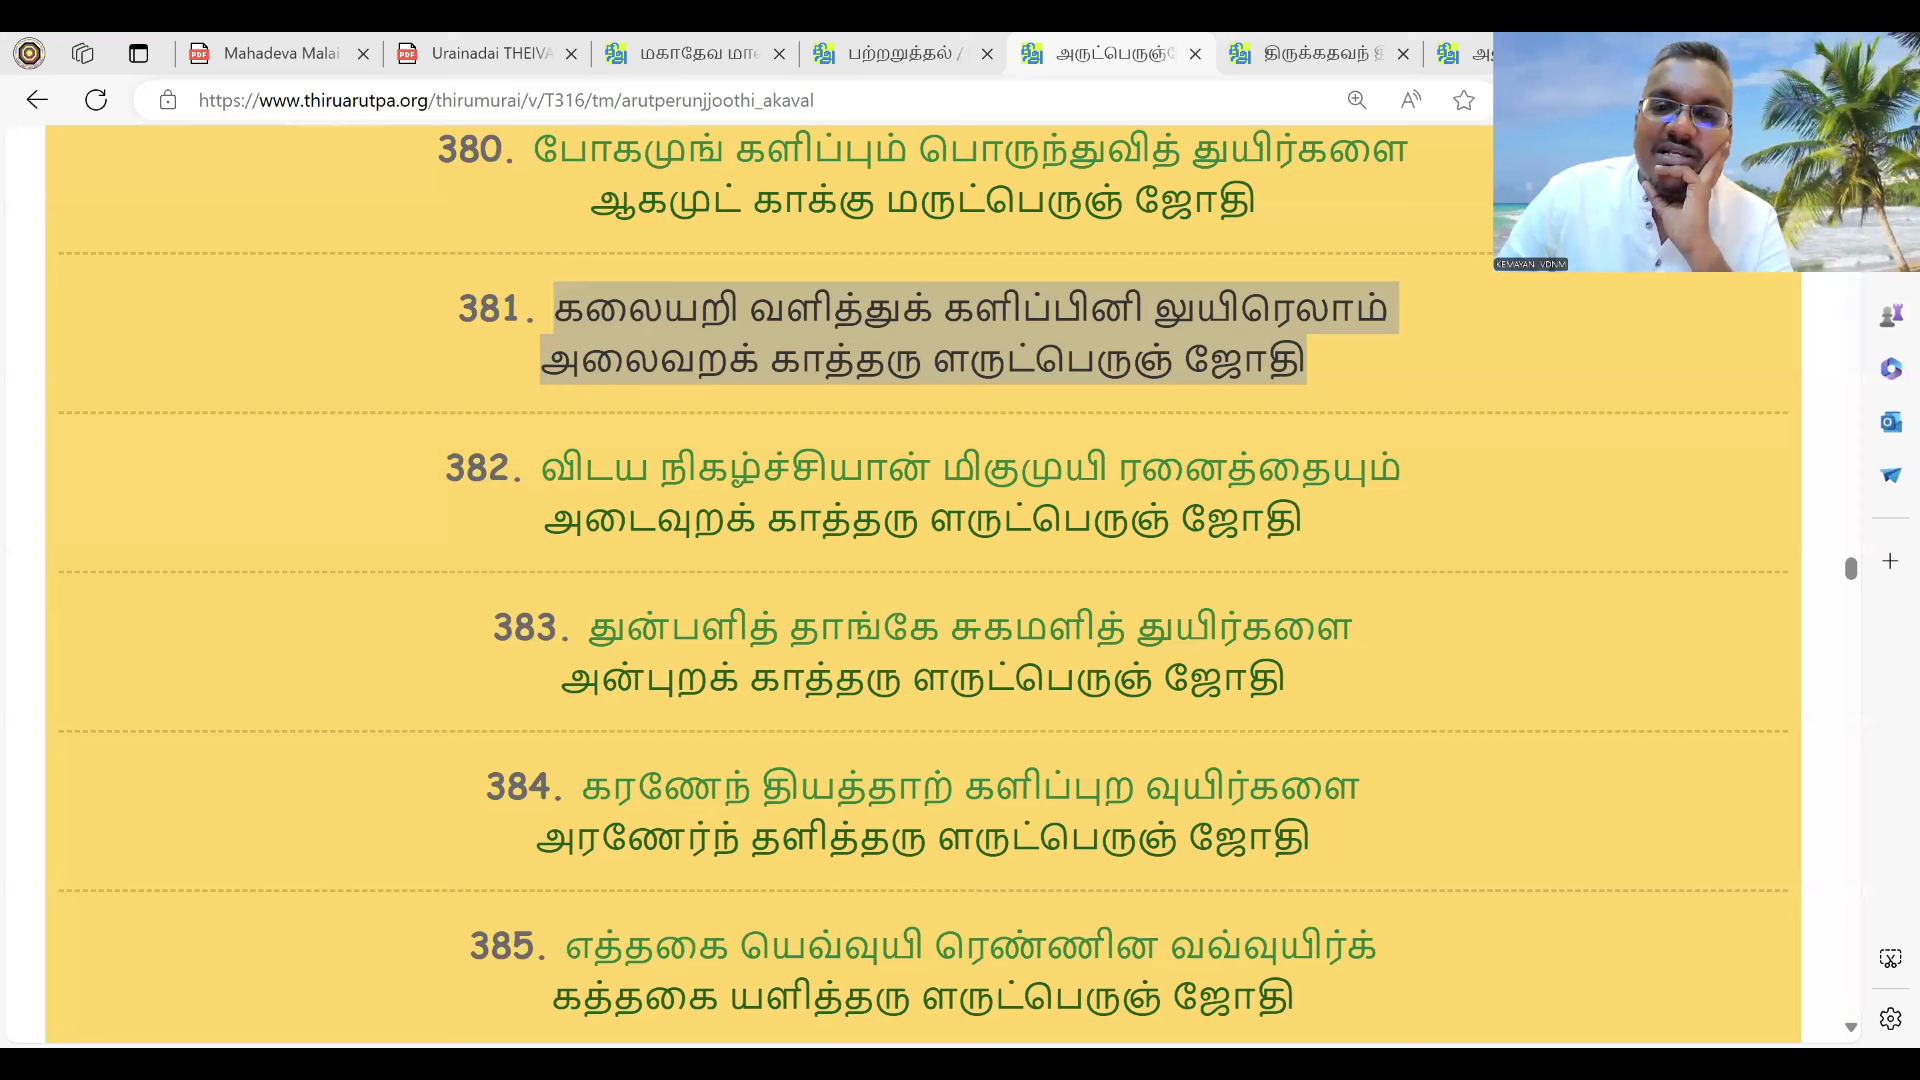 Mahadeva Malai
Urainadai THEIVA
மகாதேவ மாலை
பற்றறுத்தல் /
அருட்பெருஞ்
திருக்கதவந் தி
https://www.thiruarutpa.org/thirumurai/v/T316/tm/arutperunjjoothi_akaval
KEMAYAN_VDNM
380. போகமுங் களிப்பும் பொருந்துவித் துயிர்களை
ஆகமுட் காக்கு மருட்பெருஞ் ஜோதி
381. கலையறி வளித்துக் களிப்பினி லுயிரெலாம்
அலைவறக் காத்தரு ளருட்பெருஞ் ஜோதி
382. விடய நிகழ்ச்சியான் மிகுமுயி ரனைத்தையும்
அடைவுறக் காத்தரு ளருட்பெருஞ் ஜோதி
383. துன்பளித் தாங்கே சுகமளித் துயிர்களை
அன்புறக் காத்தரு ளருட்பெருஞ் ஜோதி
384. கரணேந் தியத்தாற் களிப்புற வுயிர்களை
அரணேர்ந் தளித்தரு ளருட்பெருஞ் ஜோதி
385. எத்தகை யெவ்வுயி ரெண்ணின வவ்வுயிர்க்
கத்தகை யளித்தரு ளருட்பெருஞ் ஜோதி